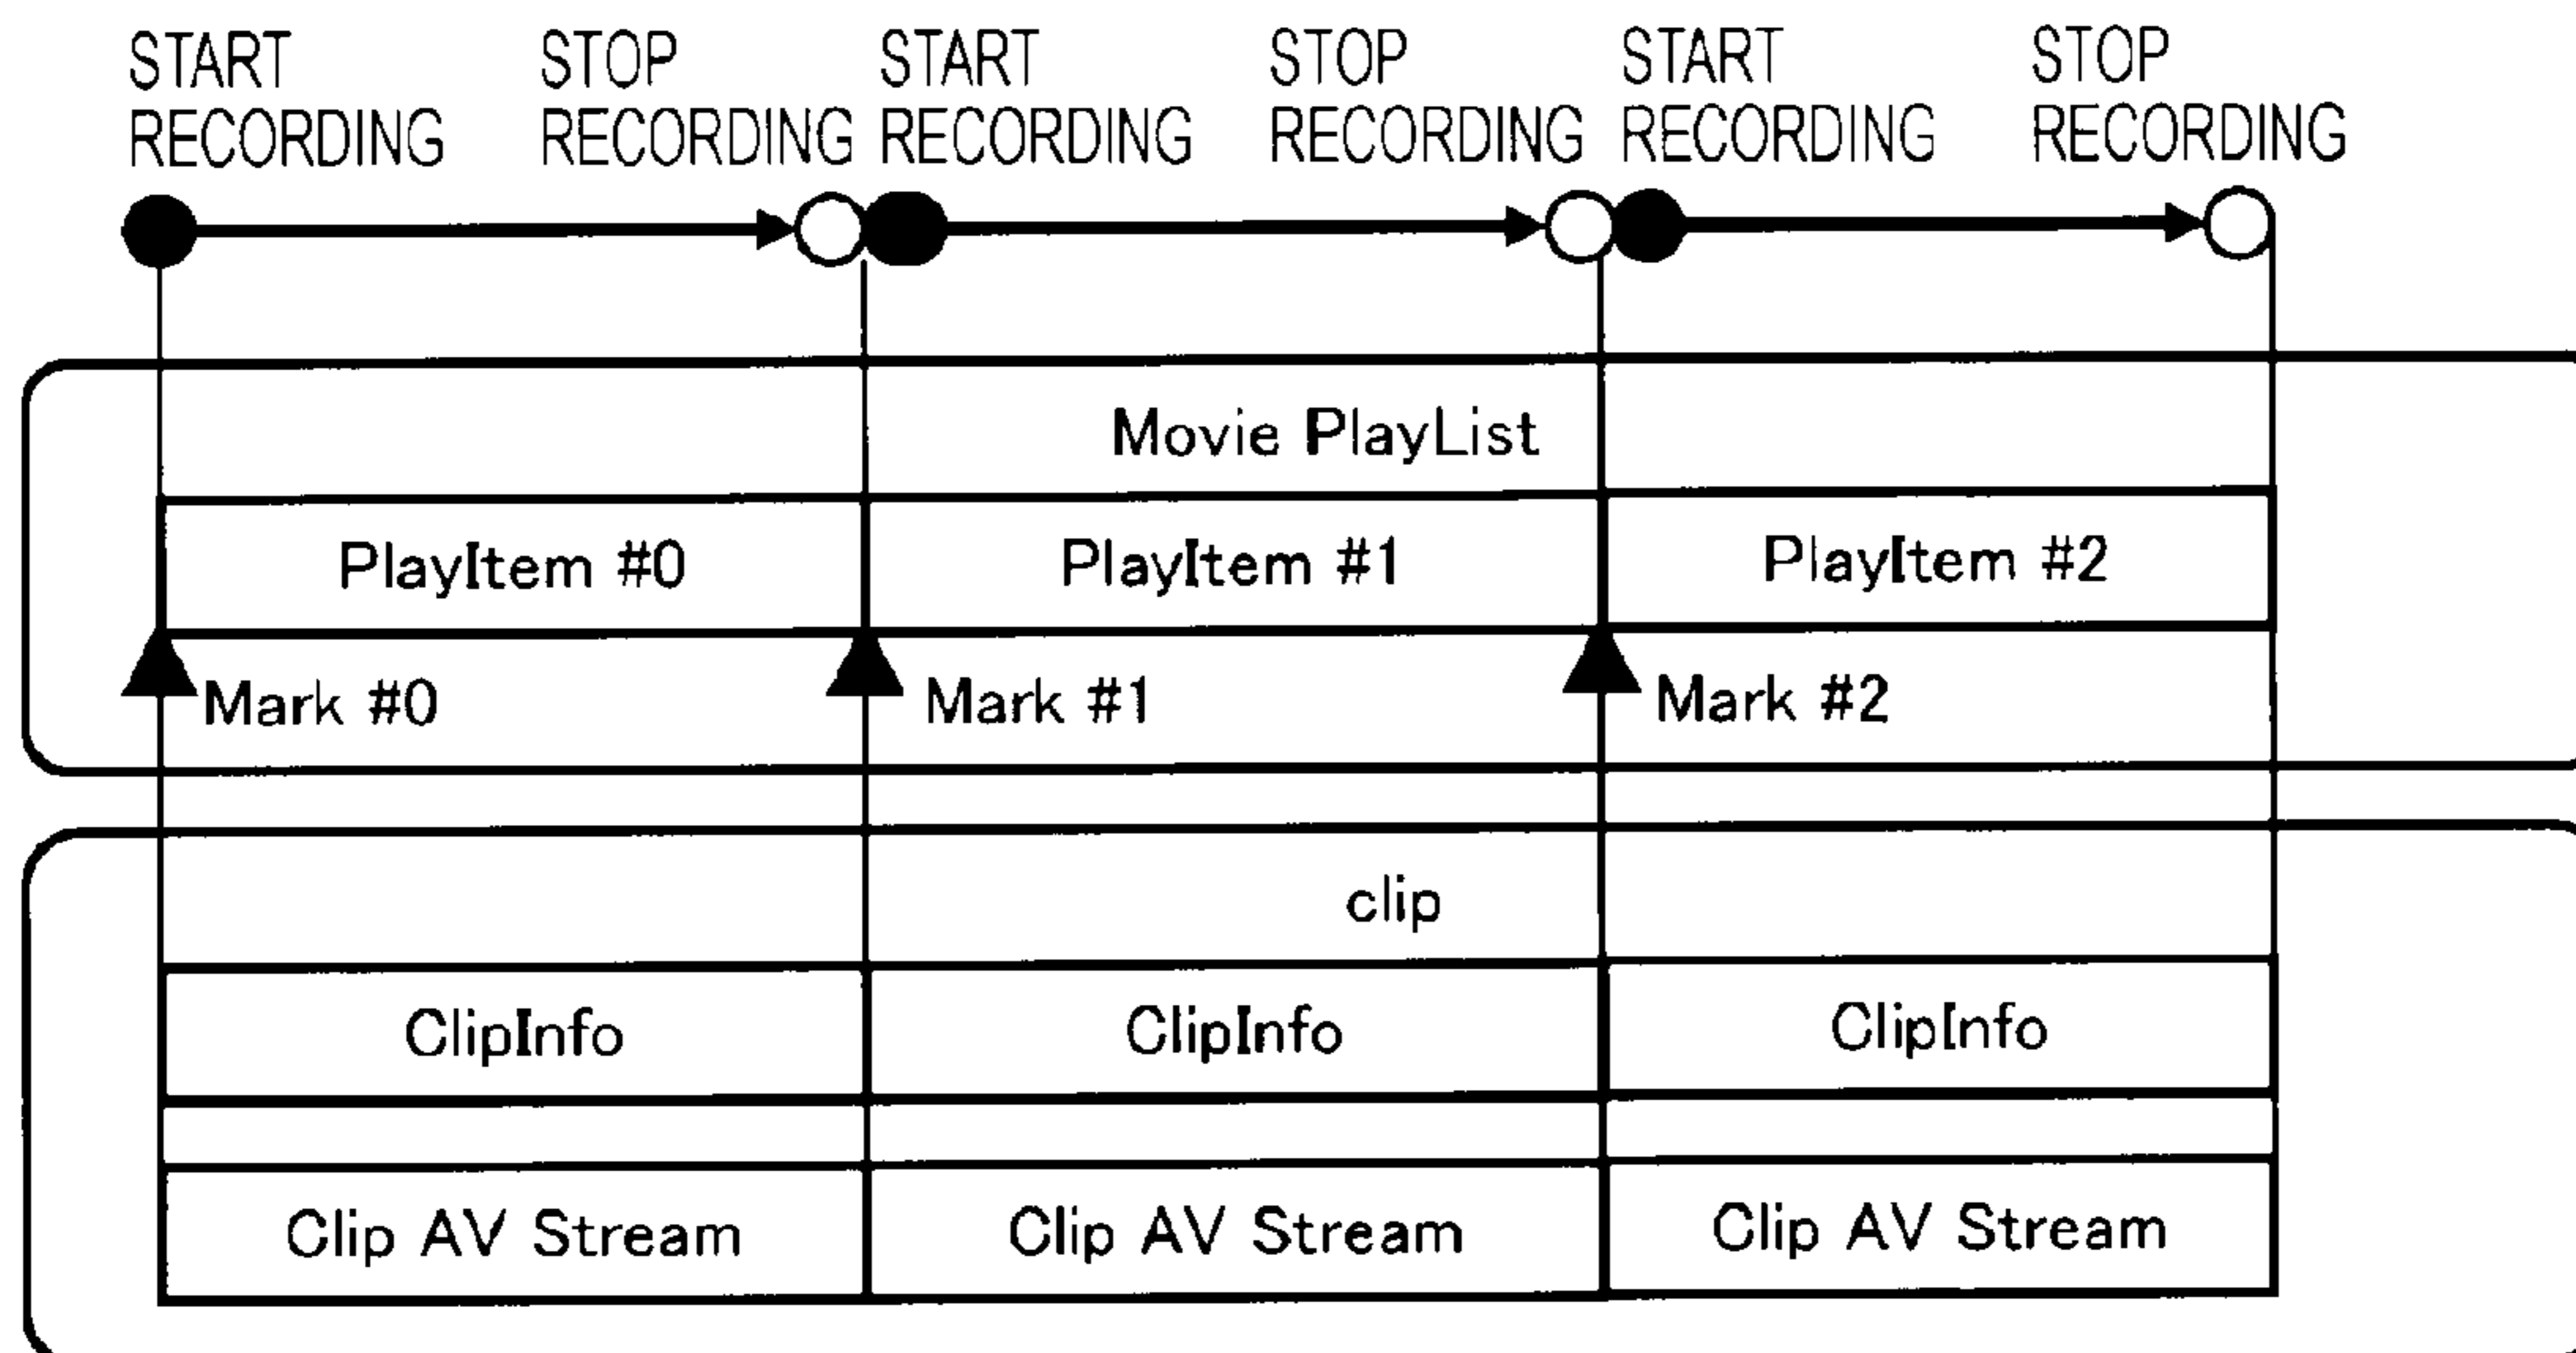 START STOP START STOP START STOP
RECORDING RECORDING RECORDING RECORDING RECORDING RECORDING
Movie PlayList
PlayItem #0 PlayItem #1 PlayItem #2
Mark #0 Mark #1 Mark #2
clip
ClipInfo ClipInfo ClipInfo
Clip AV Stream Clip AV Stream Clip AV Stream